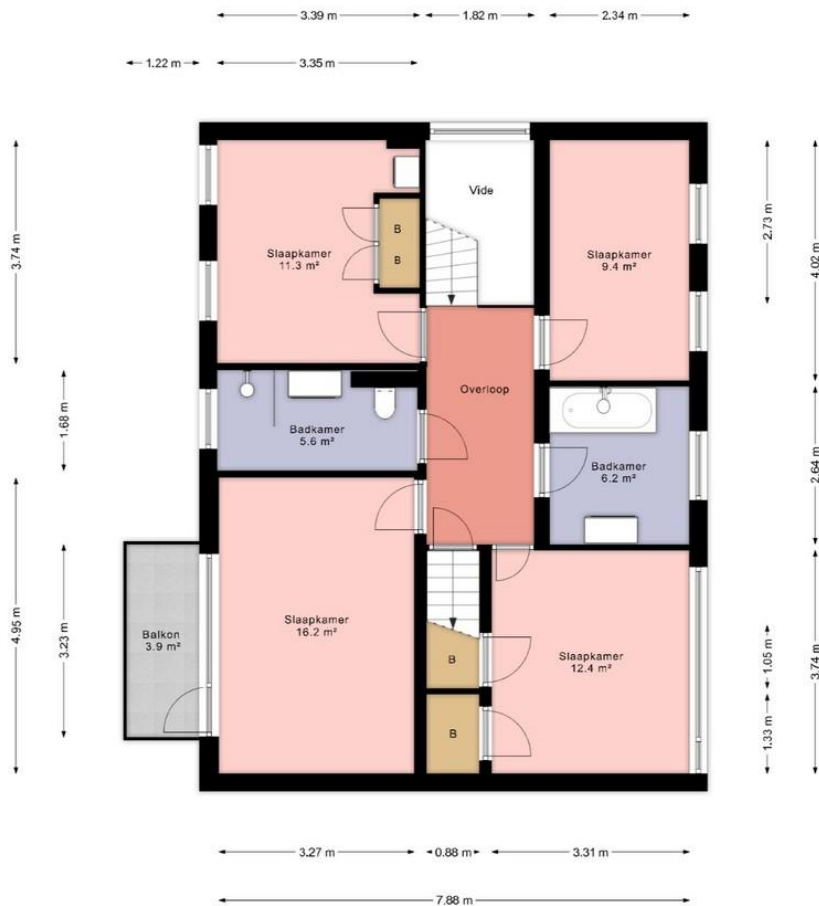 3.39 m
1.82 m
2.34 m
1.22 m
3.35 m
Vide
B
B
Slaapkamer
11.3 m²
Slaapkamer
9.4 m²
3.74 m
2.73 m
4.02 m
Overloop
Badkamer
5.6 m²
1.68 m
Badkamer
6.2 m²
2.64 m
Slaapkamer
16.2 m²
Balkon
3.9 m²
4.95 m
3.23 m
Slaapkamer
12.4 m²
B
B
1.05 m
1.33 m
3.74 m
3.27 m
0.88 m
3.31 m
7.88 m